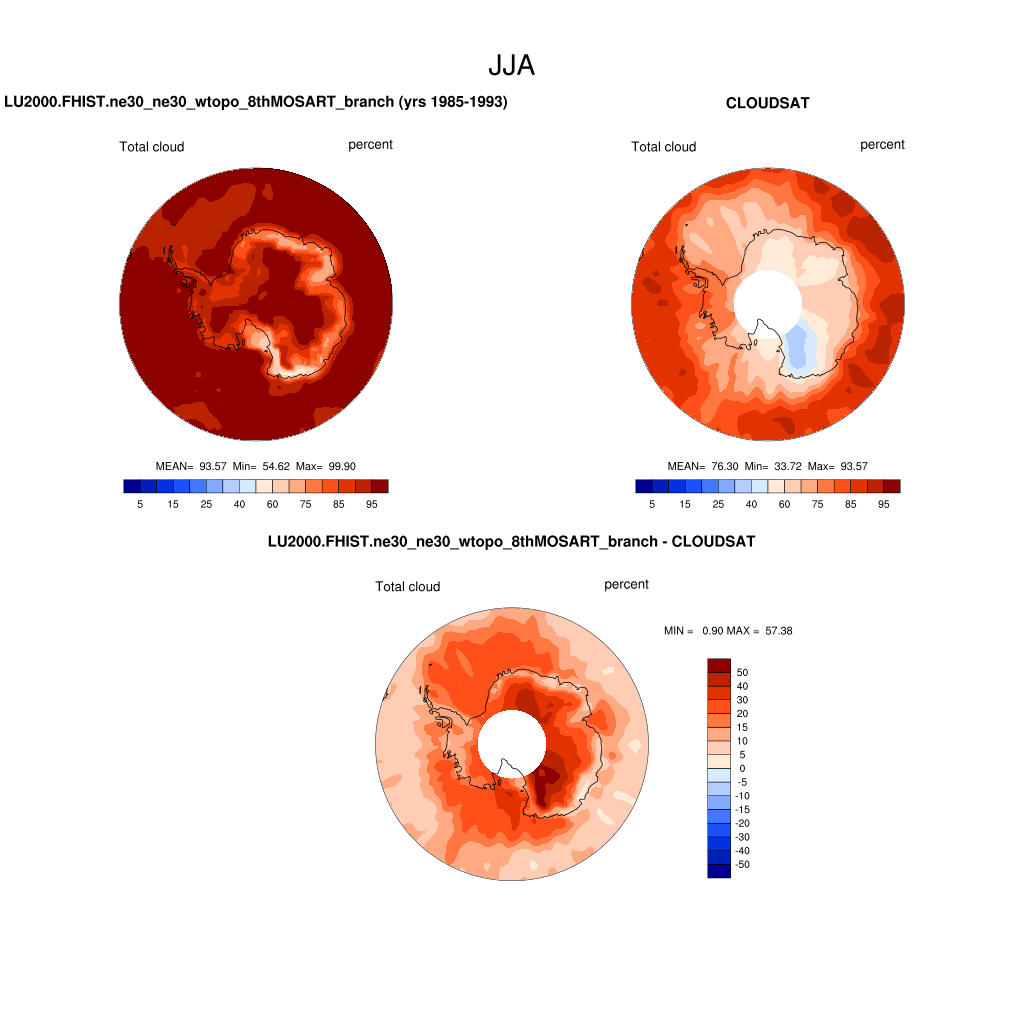 JJA
LU2000.FHIST.ne30_ne30_wtopo_8thMOSART_branch (yrs 1985-1993)
Total cloud percent
MEAN= 93.57 Min= 54.62 Max= 99.90
5 15 25 40 60 75 85 95
CLOUDSAT
Total cloud percent
MEAN= 76.30 Min= 33.72 Max= 93.57
5 15 25 40 60 75 85 95
LU2000.FHIST.ne30_ne30_wtopo_8thMOSART_branch - CLOUDSAT
Total cloud percent
MIN = 0.90 MAX = 57.38
50
40
30
20
15
10
5
0
-5
-10
-15
-20
-30
-40
-50